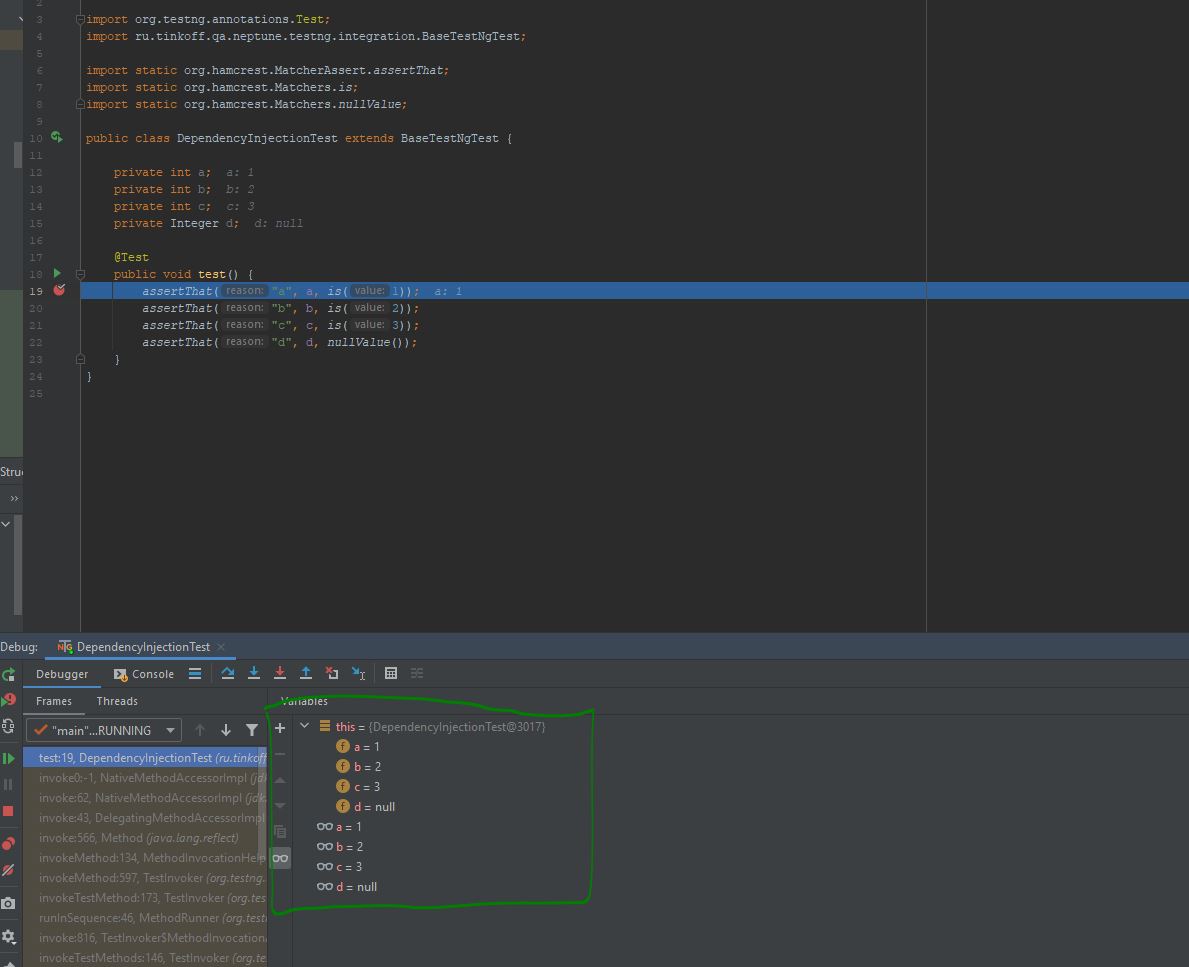 2
3 import org.testng.annotations.Test;
4 import ru.tinkoff.qa.neptune.testng.integration.BaseTestNgTest;
5
6 import static org.hamcrest.MatcherAssert.assertThat;
7 import static org.hamcrest.Matchers.is;
8 import static org.hamcrest.Matchers.nullValue;
9
10 public class DependencyInjectionTest extends BaseTestNgTest {
11
12 private int a; a: 1
13 private int b; b: 2
14 private int c; c: 3
15 private Integer d; d: null
16
17 @Test
18 public void test() {
19 assertThat( reason: "a", a, is( value: 1)); a: 1
20 assertThat( reason: "b", b, is( value: 2));
21 assertThat( reason: "c", c, is( value: 3));
22 assertThat( reason: "d", d, nullValue());
23 }
24 }
25
Stru
Debug: DependencyInjectionTest
Debugger Console
Frames Threads
"main"...RUNNING
test:19, DependencyInjectionTest (ru.tinkoff
invoke0:-1, NativeMethodAccessorImpl (jdk
invoke:62, NativeMethodAccessorImpl (jdk.
invoke:43, DelegatingMethodAccessorImpl
invoke:566, Method (java.lang.reflect)
invokeMethod:134, MethodInvocationHelp
invokeMethod:597, TestInvoker (org.testng.
invokeTestMethod:173, TestInvoker (org.tes
runInSequence:46, MethodRunner (org.test
invoke:816, TestInvoker$MethodInvocation
invokeTestMethods:146, TestInvoker (org.te
Variables
this = {DependencyInjectionTest@3017}
a = 1
b = 2
c = 3
d = null
a = 1
b = 2
c = 3
d = null